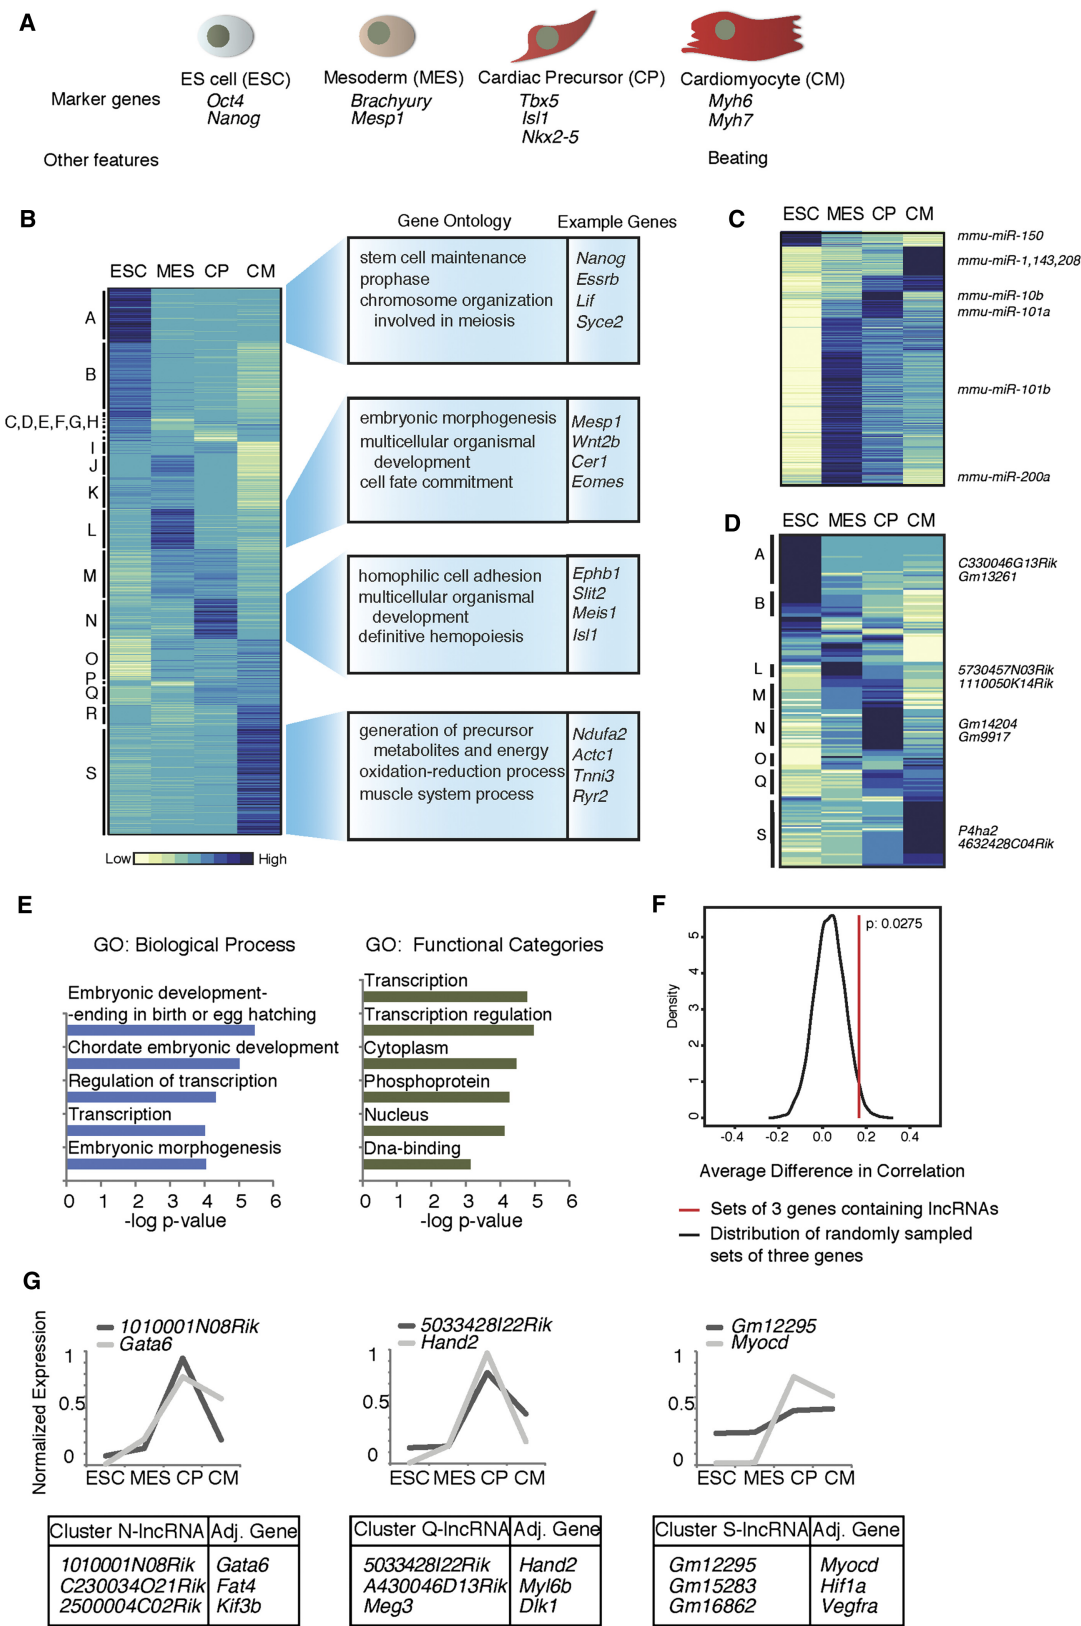 A
ES cell (ESC)
Mesoderm (MES)
Cardiac Precursor (CP)
Cardiomyocyte (CM)
Marker genes
Oct4
Nanog
Brachyury
Mesp1
Tbx5
Isl1
Nkx2-5
Myh6
Myh7
Other features
Beating
B
ESC MES CP CM
A
B
C,D,E,F,G,H
I
J
K
L
M
N
O
P
Q
R
S
Low High
Gene Ontology
Example Genes
stem cell maintenance
prophase
chromosome organization
involved in meiosis
Nanog
Essrb
Lif
Syce2
embryonic morphogenesis
multicellular organismal
development
cell fate commitment
Mesp1
Wnt2b
Cer1
Eomes
homophilic cell adhesion
multicellular organismal
development
definitive hemopoiesis
Ephb1
Slit2
Meis1
Isl1
generation of precursor
metabolites and energy
oxidation-reduction process
muscle system process
Ndufa2
Actc1
Tnni3
Ryr2
C
ESC MES CP CM
mmu-miR-150
mmu-miR-1,143,208
mmu-miR-10b
mmu-miR-101a
mmu-miR-101b
mmu-miR-200a
D
ESC MES CP CM
A
B
L
M
N
O
Q
S
C330046G13Rik
Gm13261
5730457N03Rik
1110050K14Rik
Gm14204
Gm9917
P4ha2
4632428C04Rik
E
GO: Biological Process
Embryonic development-
-ending in birth or egg hatching
Chordate embryonic development
Regulation of transcription
Transcription
Embryonic morphogenesis
0 1 2 3 4 5 6
-log p-value
GO: Functional Categories
Transcription
Transcription regulation
Cytoplasm
Phosphoprotein
Nucleus
Dna-binding
0 1 2 3 4 5 6
-log p-value
F
p: 0.0275
Density
5
4
3
2
1
0
-0.4 -0.2 0.0 0.2 0.4
Average Difference in Correlation
Sets of 3 genes containing lncRNAs
Distribution of randomly sampled
sets of three genes
G
Normalized Expression
1010001N08Rik
Gata6
1
0.5
0
ESC MES CP CM
5033428I22Rik
Hand2
1
0.5
0
ESC MES CP CM
Gm12295
Myocd
1
0.5
0
ESC MES CP CM
Cluster N-lncRNA Adj. Gene
1010001N08Rik Gata6
C230034O21Rik Fat4
2500004C02Rik Kif3b
Cluster Q-lncRNA Adj. Gene
5033428I22Rik Hand2
A430046D13Rik Myl6b
Meg3 Dlk1
Cluster S-lncRNA Adj. Gene
Gm12295 Myocd
Gm15283 Hif1a
Gm16862 Vegfra